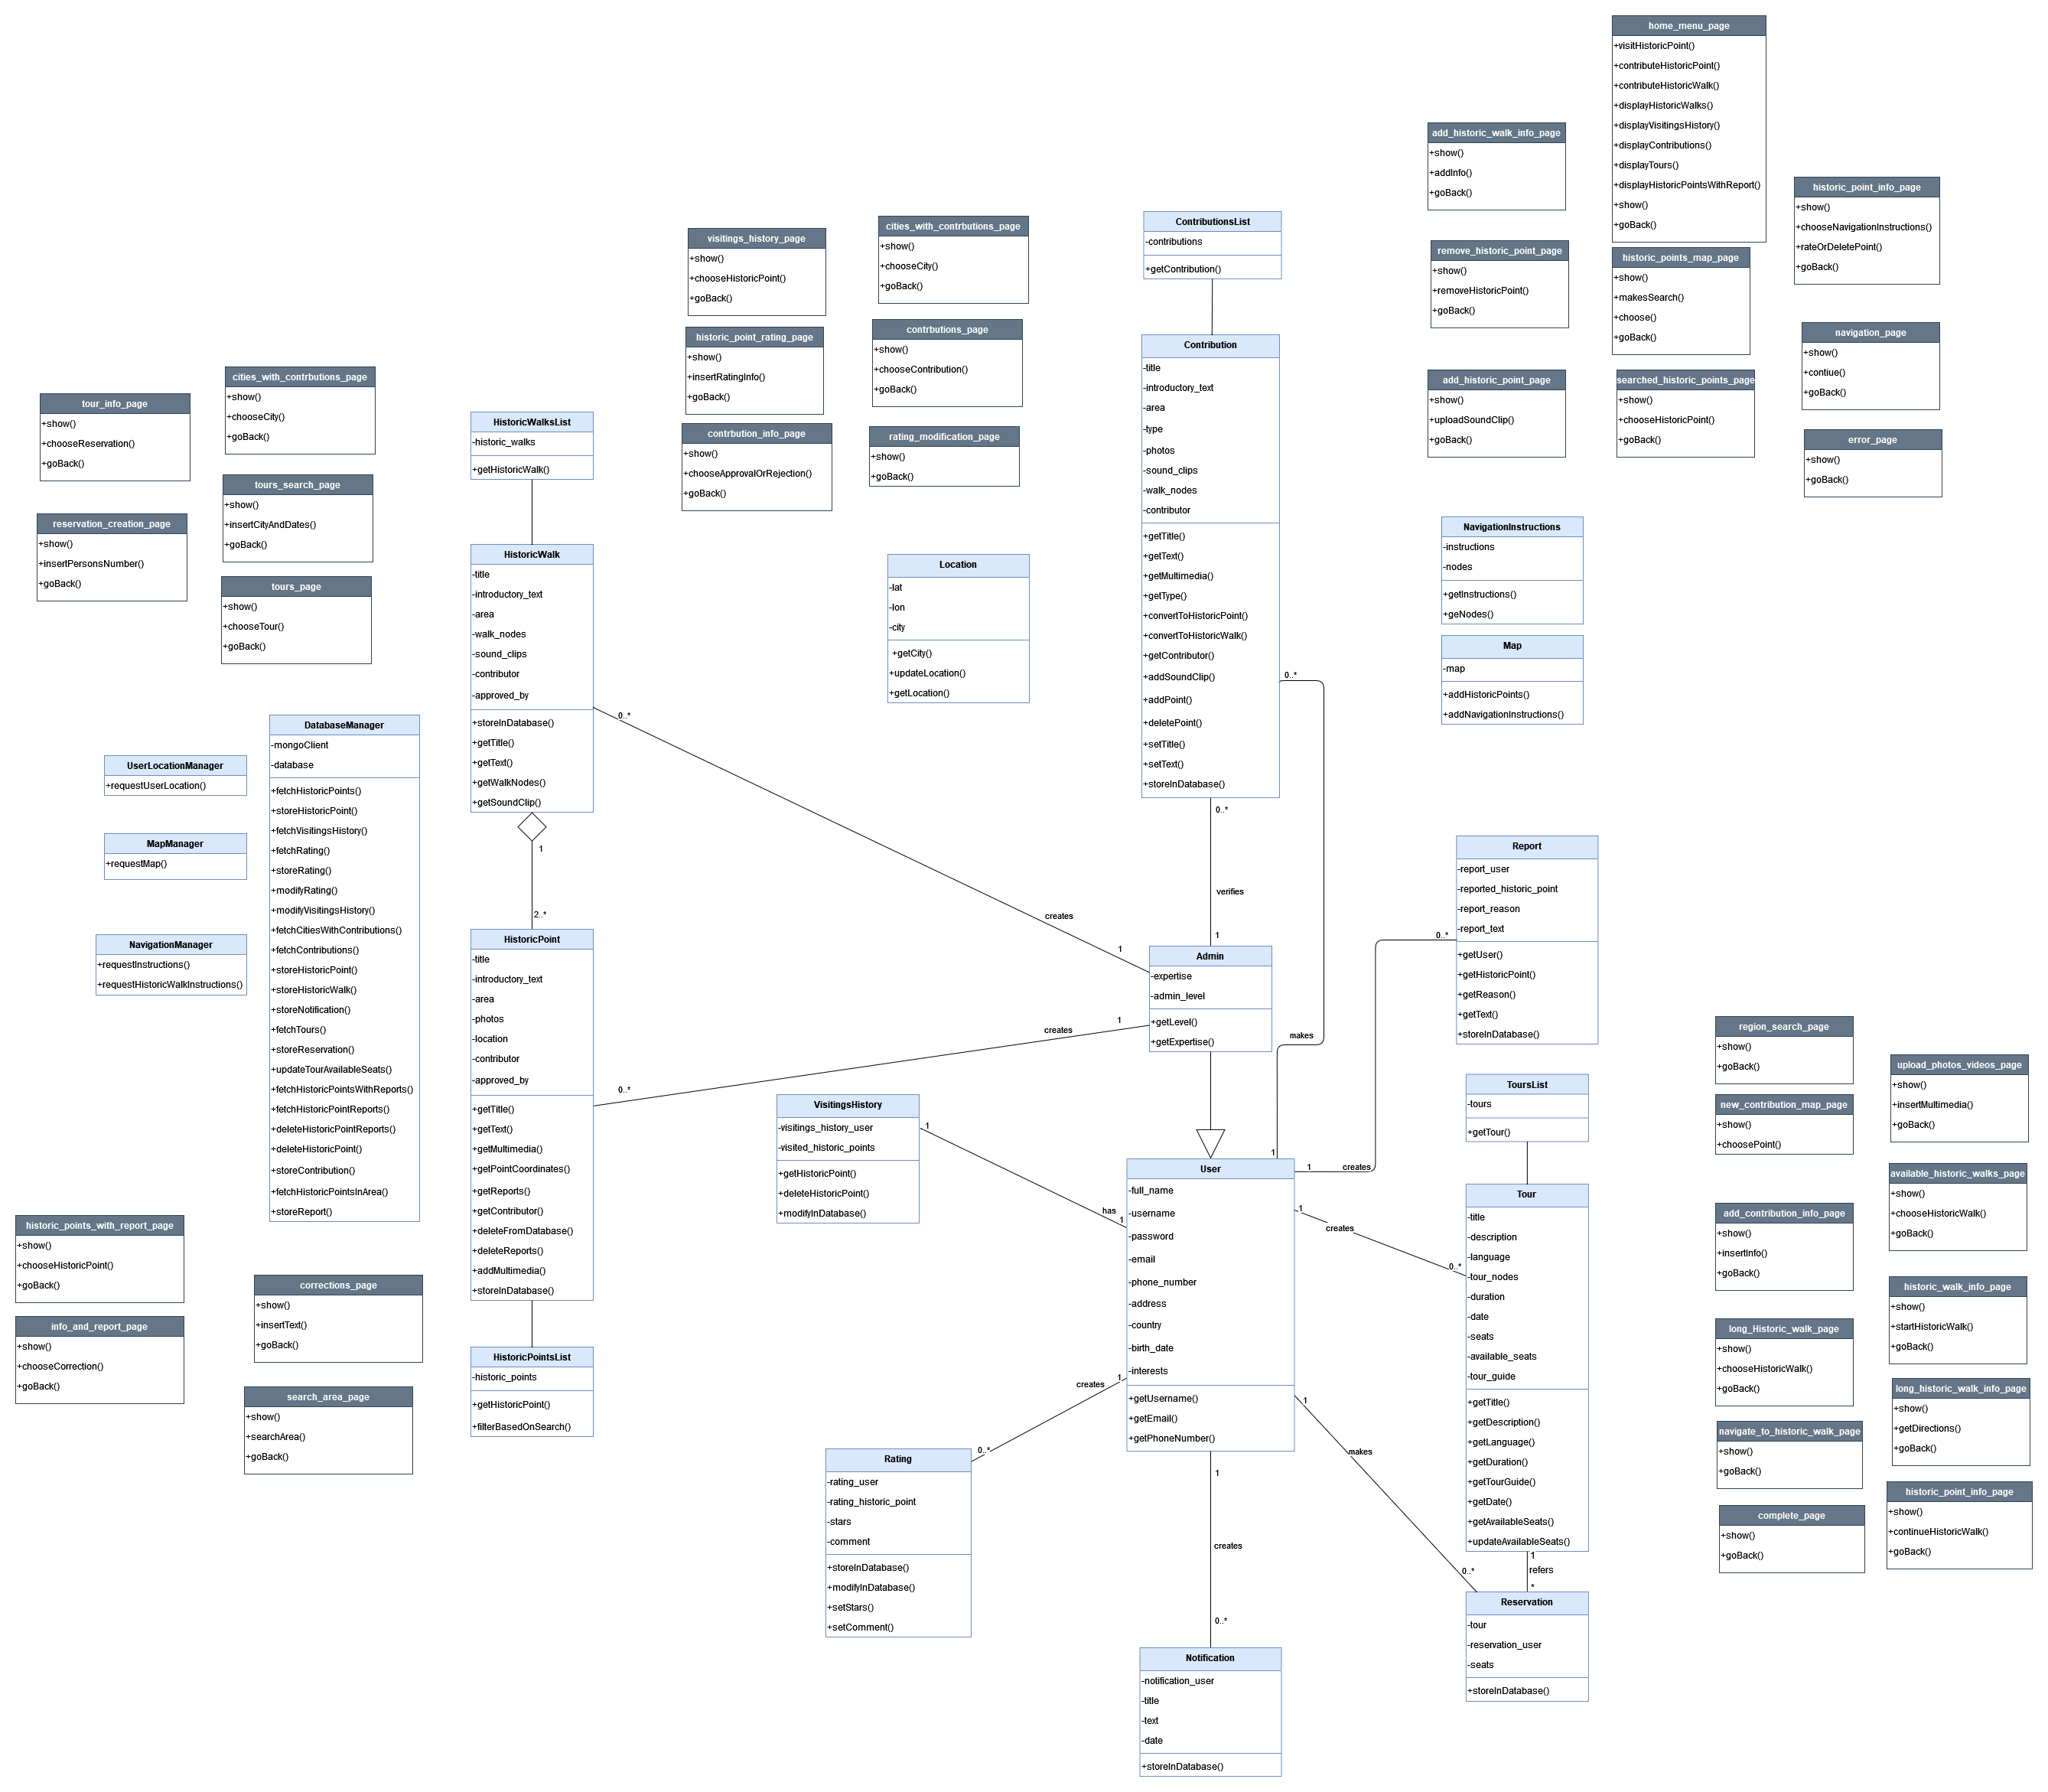 home_menu_page
+visitHistoricPoint()
+contributeHistoricPoint()
+contributeHistoricWalk()
+displayHistoricWalks()
+displayVisitingsHistory()
+displayContributions()
+displayTours()
+displayHistoricPointsWithReport()
+show()
+goBack()
add_historic_walk_info_page
+show()
+addInfo()
+goBack()
historic_point_info_page
+show()
+chooseNavigationInstructions()
+rateOrDeletePoint()
+goBack()
ContributionsList
-contributions
+getContribution()
cities_with_contrbutions_page
+show()
+chooseCity()
+goBack()
visitings_history_page
+show()
+chooseHistoricPoint()
+goBack()
remove_historic_point_page
+show()
+removeHistoricPoint()
+goBack()
historic_points_map_page
+show()
+makesSearch()
+choose()
+goBack()
contrbutions_page
+show()
+chooseContribution()
+goBack()
historic_point_rating_page
+show()
+insertRatingInfo()
+goBack()
navigation_page
+show()
+contiue()
+goBack()
Contribution
-title
-introductory_text
-area
-type
-photos
-sound_clips
-walk_nodes
-contributor
+getTitle()
+getText()
+getMultimedia()
+getType()
+convertToHistoricPoint()
+convertToHistoricWalk()
+getContributor()
+addSoundClip()
+addPoint()
+deletePoint()
+setTitle()
+setText()
+storeInDatabase()
add_historic_point_page
+show()
+uploadSoundClip()
+goBack()
searched_historic_points_page
+show()
+chooseHistoricPoint()
+goBack()
cities_with_contrbutions_page
+show()
+chooseCity()
+goBack()
tour_info_page
+show()
+chooseReservation()
+goBack()
HistoricWalksList
-historic_walks
+getHistoricWalk()
contrbution_info_page
+show()
+chooseApprovalOrRejection()
+goBack()
rating_modification_page
+show()
+goBack()
error_page
+show()
+goBack()
tours_search_page
+show()
+insertCityAndDates()
+goBack()
reservation_creation_page
+show()
+insertPersonsNumber()
+goBack()
tours_page
+show()
+chooseTour()
+goBack()
HistoricWalk
-title
-introductory_text
-area
-walk_nodes
-sound_clips
-contributor
-approved_by
+storeInDatabase()
+getTitle()
+getText()
+getWalkNodes()
+getSoundClip()
Location
-lat
-lon
-city
+getCity()
+updateLocation()
+getLocation()
NavigationInstructions
-instructions
-nodes
+getInstructions()
+geNodes()
Map
-map
+addHistoricPoints()
+addNavigationInstructions()
0..*
0..*
DatabaseManager
-mongoClient
-database
+fetchHistoricPoints()
+storeHistoricPoint()
+fetchVisitingsHistory()
+fetchRating()
+storeRating()
+modifyRating()
+modifyVisitingsHistory()
+fetchCitiesWithContributions()
+fetchContributions()
+storeHistoricPoint()
+storeHistoricWalk()
+storeNotification()
+fetchTours()
+storeReservation()
+updateTourAvailableSeats()
+fetchHistoricPointsWithReports()
+fetchHistoricPointReports()
+deleteHistoricPointReports()
+deleteHistoricPoint()
+storeContribution()
+fetchHistoricPointsInArea()
+storeReport()
UserLocationManager
+requestUserLocation()
MapManager
+requestMap()
NavigationManager
+requestInstructions()
+requestHistoricWalkInstructions()
1
2..*
0..*
verifies
1
creates
1
Report
-report_user
-reported_historic_point
-report_reason
-report_text
+getUser()
+getHistoricPoint()
+getReason()
+getText()
+storeInDatabase()
0..*
HistoricPoint
-title
-introductory_text
-area
-photos
-location
-contributor
-approved_by
+getTitle()
+getText()
+getMultimedia()
+getPointCoordinates()
+getReports()
+getContributor()
+deleteFromDatabase()
+deleteReports()
+addMultimedia()
+storeInDatabase()
Admin
-expertise
-admin_level
+getLevel()
+getExpertise()
creates
1
0..*
makes
1
1
creates
VisitingsHistory
-visitings_history_user
-visited_historic_points
+getHistoricPoint()
+deleteHistoricPoint()
+modifyInDatabase()
1
has
1
ToursList
-tours
+getTour()
region_search_page
+show()
+goBack()
upload_photos_videos_page
+show()
+insertMultimedia()
+goBack()
new_contribution_map_page
+show()
+choosePoint()
User
-full_name
-username
-password
-email
-phone_number
-address
-country
-birth_date
-interests
+getUsername()
+getEmail()
+getPhoneNumber()
1
creates
0..*
Tour
-title
-description
-language
-tour_nodes
-duration
-date
-seats
-available_seats
-tour_guide
+getTitle()
+getDescription()
+getLanguage()
+getDuration()
+getTourGuide()
+getDate()
+getAvailableSeats()
+updateAvailableSeats()
available_historic_walks_page
+show()
+chooseHistoricWalk()
+goBack()
add_contribution_info_page
+show()
+insertInfo()
+goBack()
historic_points_with_report_page
+show()
+chooseHistoricPoint()
+goBack()
corrections_page
+show()
+insertText()
+goBack()
info_and_report_page
+show()
+chooseCorrection()
+goBack()
search_area_page
+show()
+searchArea()
+goBack()
HistoricPointsList
-historic_points
+getHistoricPoint()
+filterBasedOnSearch()
historic_walk_info_page
+show()
+startHistoricWalk()
+goBack()
long_Historic_walk_page
+show()
+chooseHistoricWalk()
+goBack()
long_historic_walk_info_page
+show()
+getDirections()
+goBack()
navigate_to_historic_walk_page
+show()
+goBack()
historic_point_info_page
+show()
+continueHistoricWalk()
+goBack()
complete_page
+show()
+goBack()
creates
1
0..*
1
makes
0..*
Rating
-rating_user
-rating_historic_point
-stars
-comment
+storeInDatabase()
+modifyInDatabase()
+setStars()
+setComment()
1
creates
0..*
1
refers
*
Reservation
-tour
-reservation_user
-seats
+storeInDatabase()
Notification
-notification_user
-title
-text
-date
+storeInDatabase()